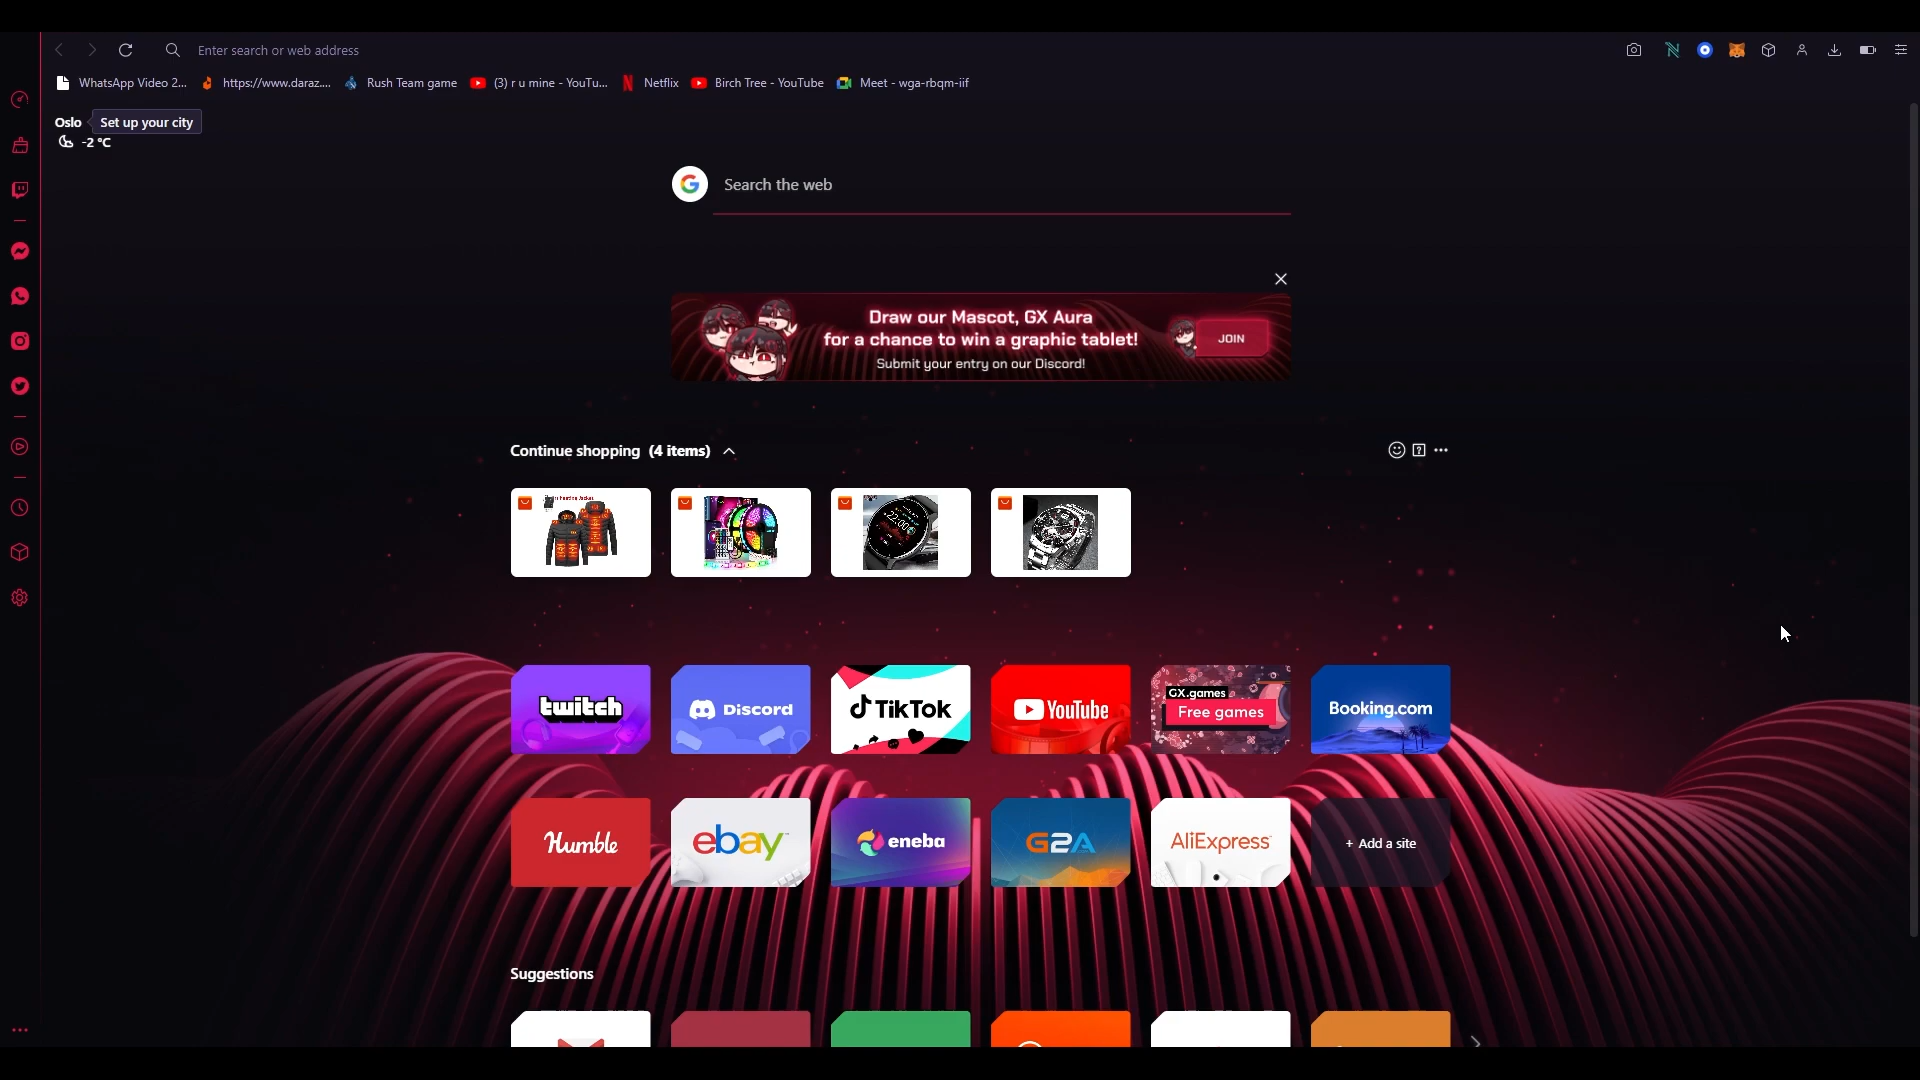 Enter search or web address
WhatsApp Video 2...
https://www.daraz....
Rush Team game
(3) r u mine - YouTu...
Netflix
Birch Tree - YouTube
Meet - wga-rbqm-iif
Oslo
Set up your city
-2 °C
Search the web
Draw our Mascot, GX Aura
for a chance to win a graphic tablet!
Submit your entry on our Discord!
JOIN
Continue shopping (4 items)
22:00
twitch
Discord
TikTok
YouTube
GX.games
Free games
Booking.com
Humble
ebay
eneba
G2A
AliExpress
+ Add a site
Suggestions